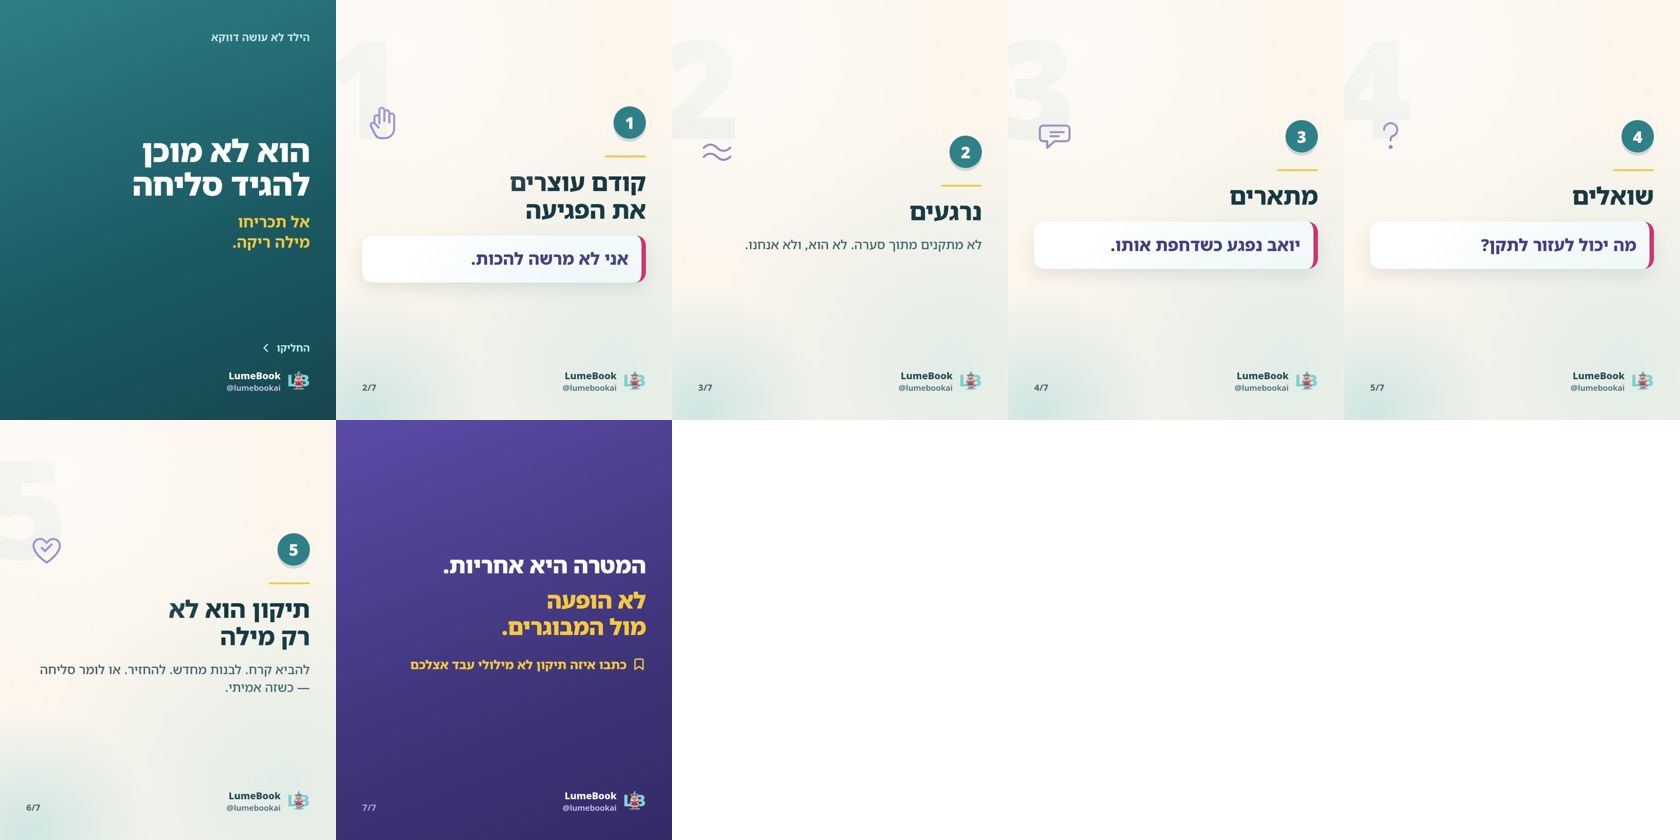 הילד לא עושה דווקא
הוא לא מוכן
להגיד סליחה
אל תכריחו
מילה ריקה.
החליקו
LumeBook
@lumebookai
1
1
קודם עוצרים
את הפגיעה
אני לא מרשה להכות.
2/7
LumeBook
@lumebookai
2
2
נרגעים
לא מתקנים מתוך סערה. לא הוא, ולא אנחנו.
3/7
LumeBook
@lumebookai
3
3
מתארים
יואב נפגע כשדחפת אותו.
4/7
LumeBook
@lumebookai
4
4
שואלים
מה יכול לעזור לתקן?
5/7
LumeBook
@lumebookai
5
5
תיקון הוא לא
רק מילה
להביא קרח. לבנות מחדש. להחזיר. או לומר סליחה
— כשזה אמיתי.
6/7
LumeBook
@lumebookai
המטרה היא אחריות.
לא הופעה
מול המבוגרים.
כתבו איזה תיקון לא מילולי עבד אצלכם
7/7
LumeBook
@lumebookai